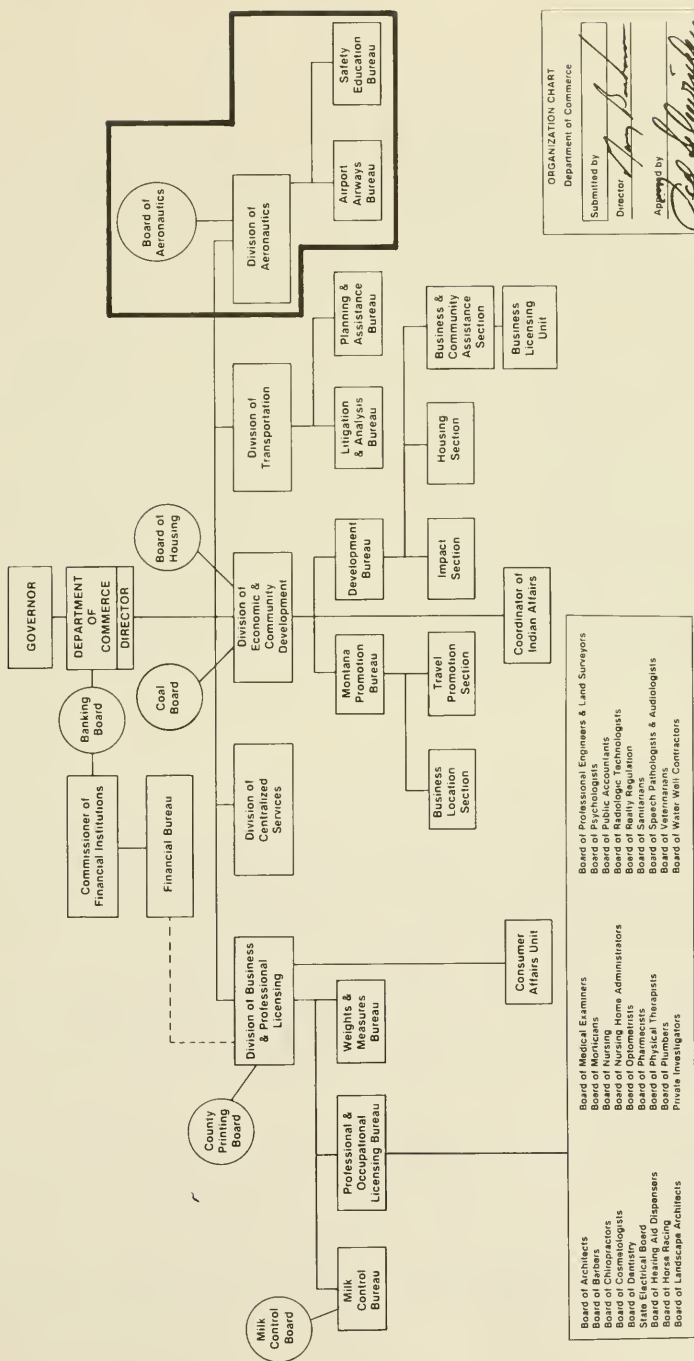 GOVERNOR
DEPARTMENT
OF
COMMERCE
DIRECTOR
Banking
Board
Commissioner of
Financial Institutions
Financial Bureau
Coal
Board
Board of
Housing
Board of
Aeronautics
County
Printing
Board
Division of Business
& Professional
Licensing
Division of
Centralized
Services
Division of
Economic &
Community
Development
Division of
Transportation
Division of
Aeronautics
Milk
Control
Board
Milk
Control
Bureau
Professional &
Occupational
Licensing Bureau
Weights &
Measures
Bureau
Montana
Promotion
Bureau
Development
Bureau
Litigation
& Analysis
Bureau
Planning &
Assistance
Bureau
Airport
Airways
Bureau
Safety
Education
Bureau
Consumer
Affairs Unit
Business
Location
Section
Travel
Promotion
Section
Impact
Section
Housing
Section
Business &
Community
Assistance
Section
Coordinator of
Indian Affairs
Business
Licensing
Unit
Board of Architects
Board of Barbers
Board of Chiropractors
Board of Cosmetologists
Board of Dentistry
State Electrical Board
Board of Hearing Aid Dispensers
Board of Horse Racing
Board of Landscape Architects
Board of Medical Examiners
Board of Morticians
Board of Nursing
Board of Nursing Home Administrators
Board of Optometrists
Board of Pharmacists
Board of Physical Therapists
Board of Plumbers
Private Investigators
Board of Professional Engineers & Land Surveyors
Board of Psychologists
Board of Public Accountants
Board of Radiologic Technologists
Board of Realty Regulation
Board of Sanitarians
Board of Speech Pathologists & Audiologists
Board of Veterinarians
Board of Water Well Contractors
ORGANIZATION CHART
Department of Commerce
Submitted by
Director
Approved by